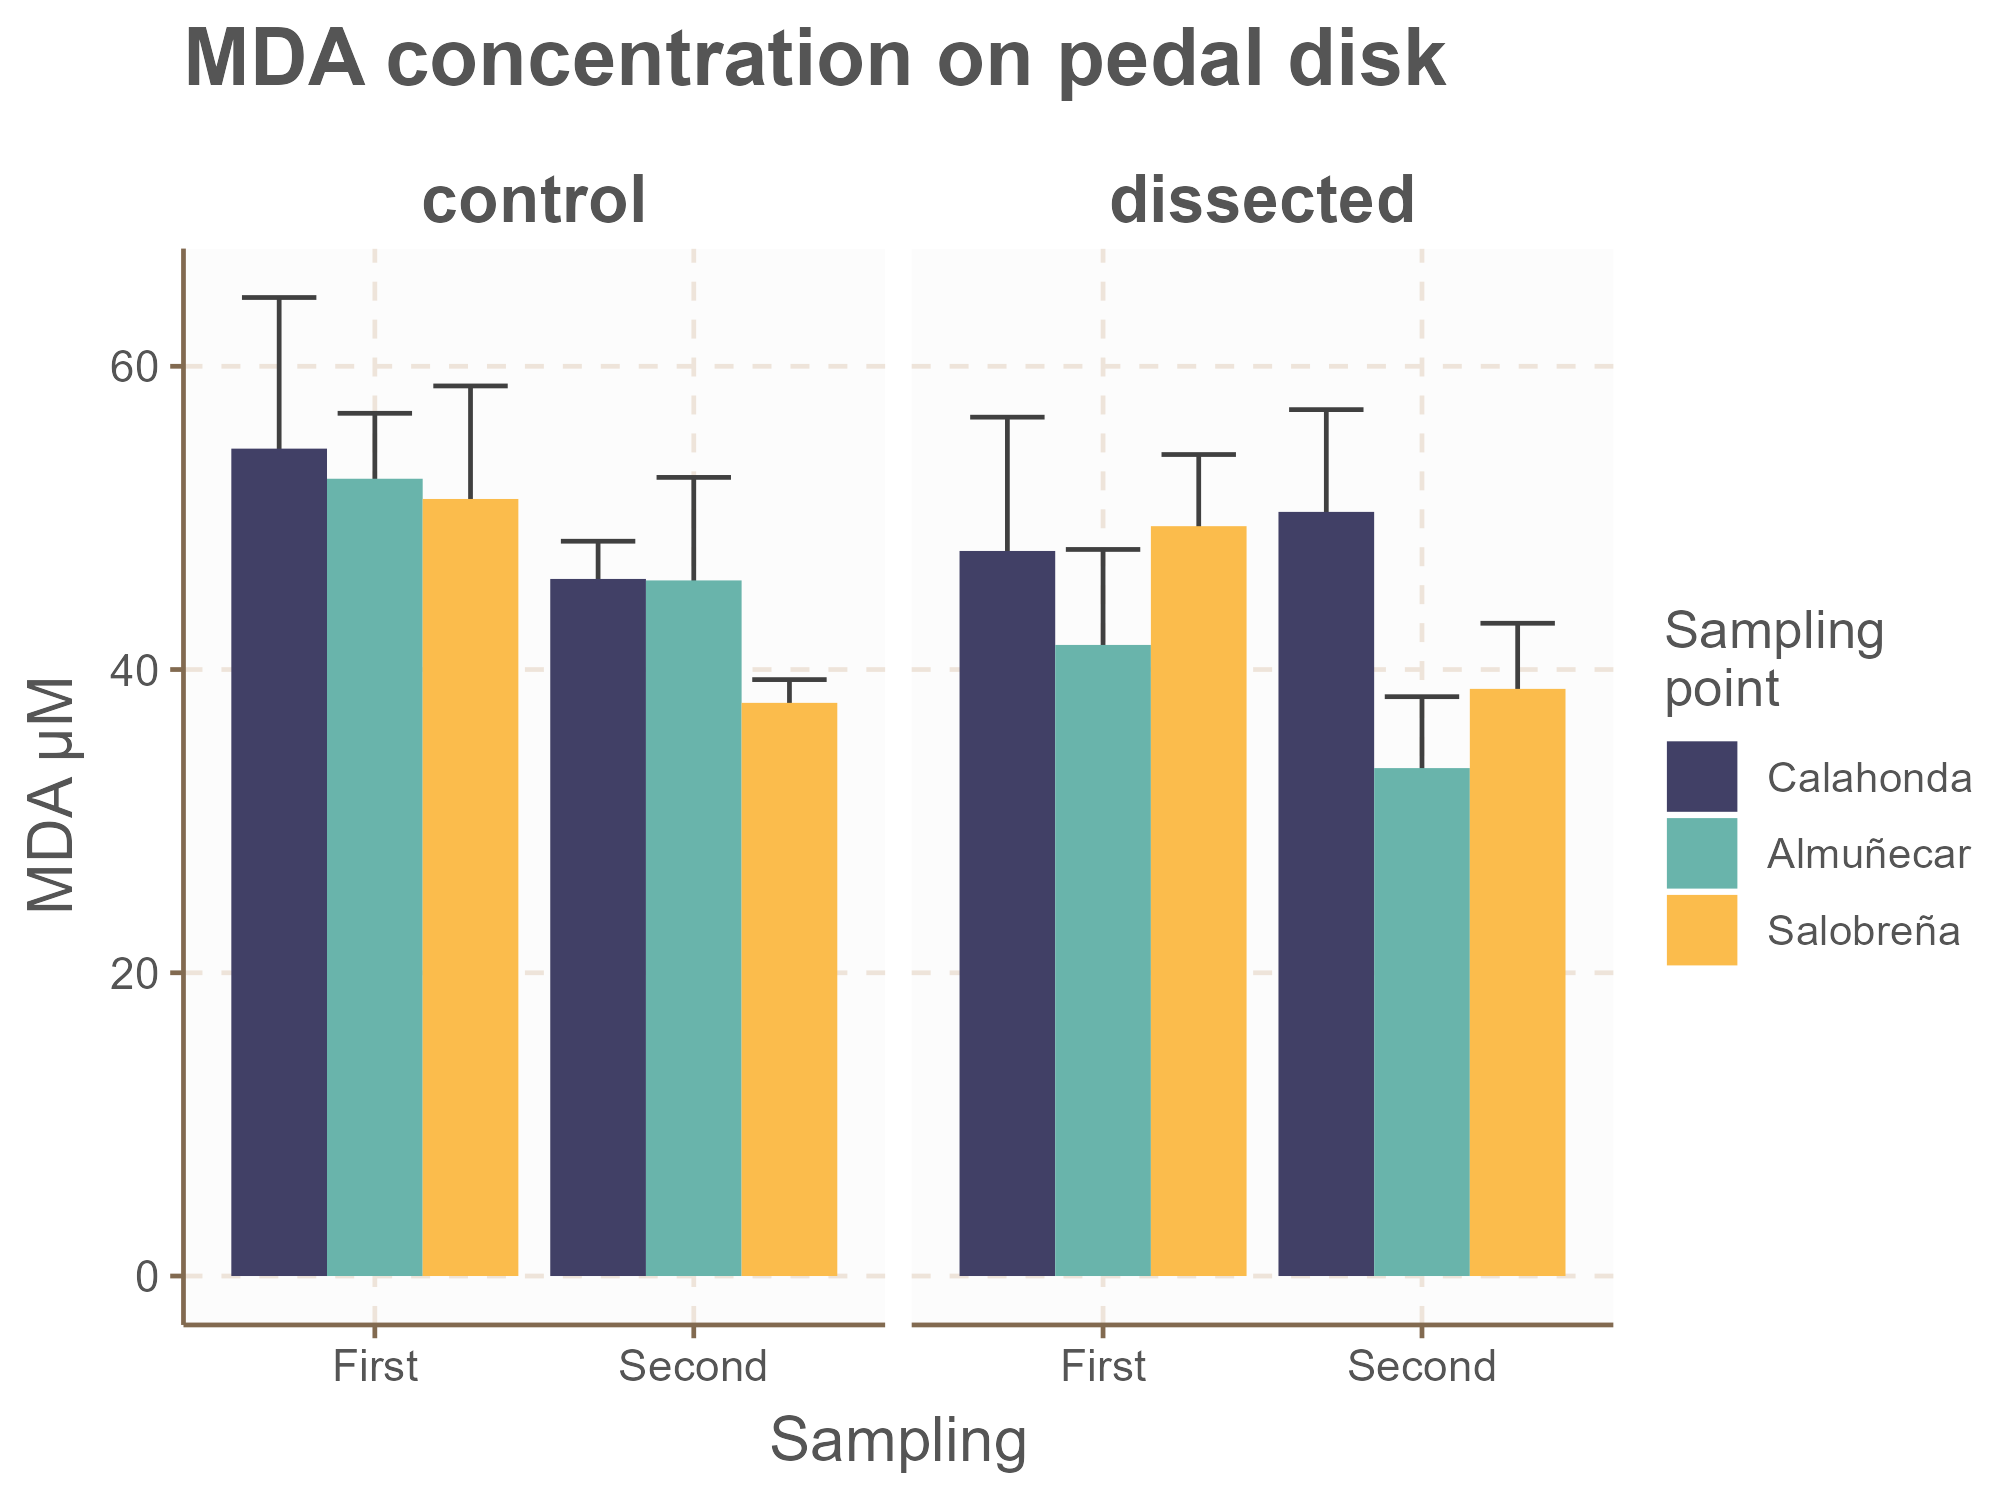 MDA concentration on pedal disk
control
dissected
60
40
20
0
MDA µM
First
Second
First
Second
Sampling
Sampling
point
Calahonda
Almuñecar
Salobreña